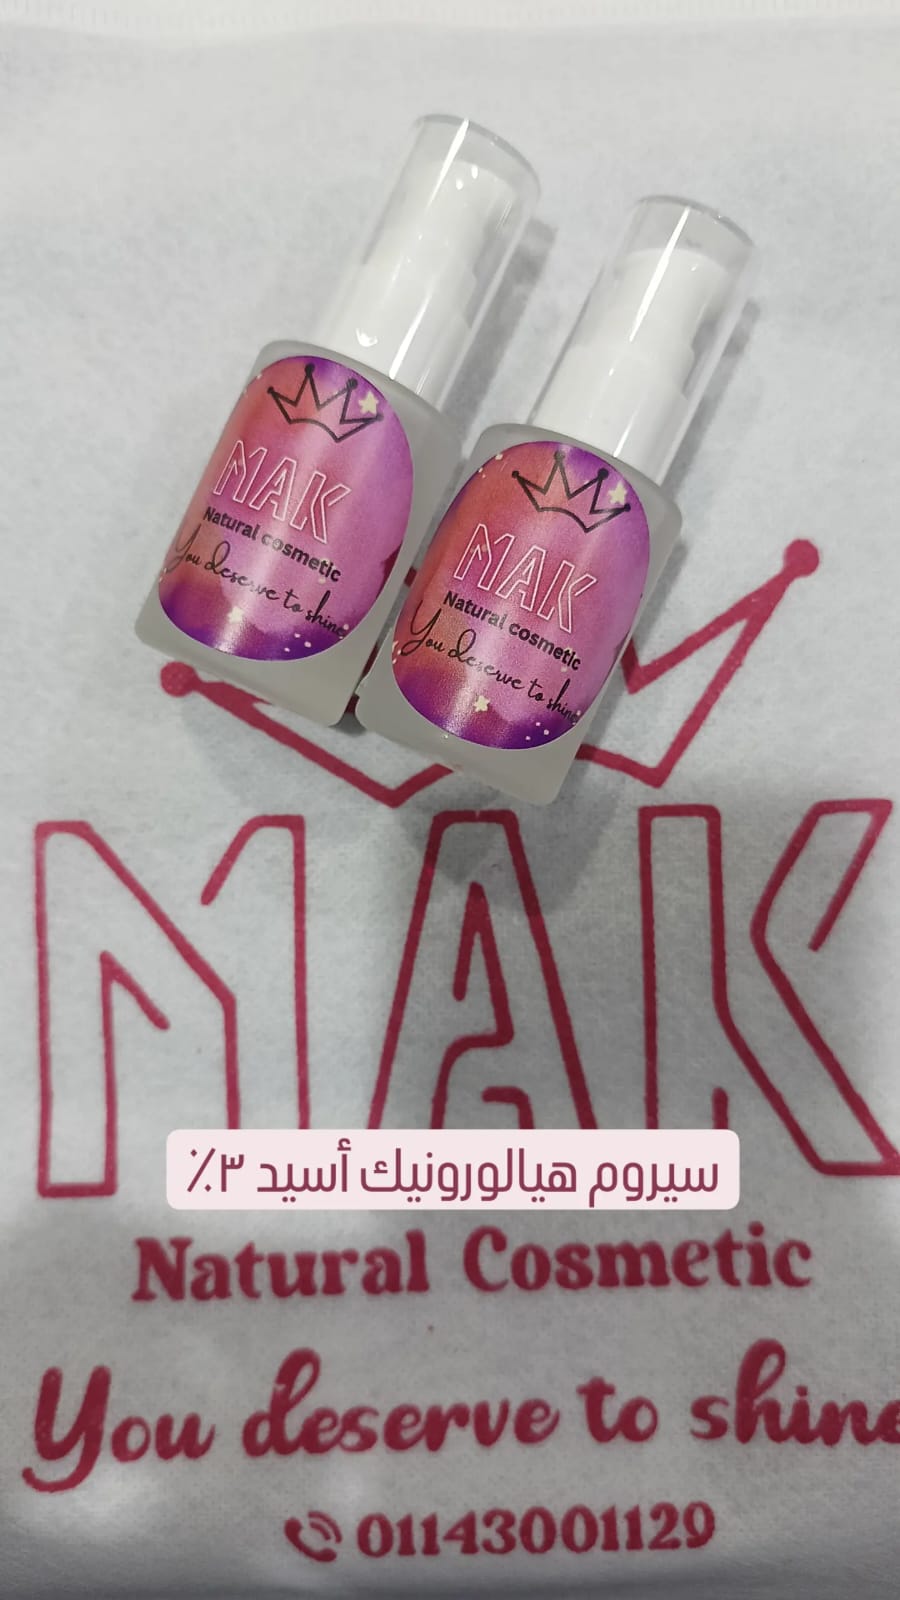 MAK
Natural cosmetic
You deserve to shine
MAK
Natural cosmetic
You deserve to shine
MAK
سيروم هيالورونيك أسيد ٣٪
Natural Cosmetic
You deserve to shine
01143001129